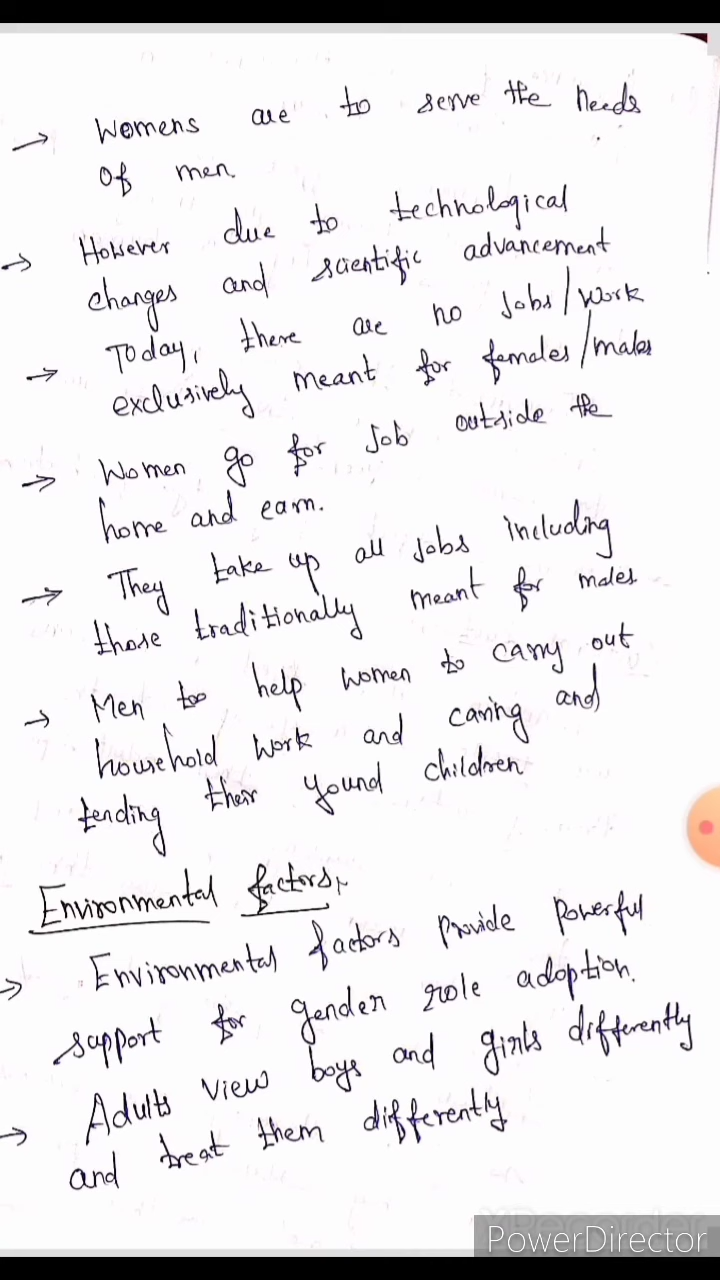 → Womens are to serve the needs
of men.
→ However due to technological
changes and scientific advancement
→ Today, there are no Jobs/work
exclusively meant for females/males
→ Women go for Job outside the
home and earn.
→ They take up all Jobs including
those traditionally meant for males
→ Men too help women to carry out
household work and caring and
tending their yound children
Environmental factors:-
→ Environmental factors provide powerful
support for gender role adoption.
→ Adults view boys and girls differently
and treat them differently
PowerDirector